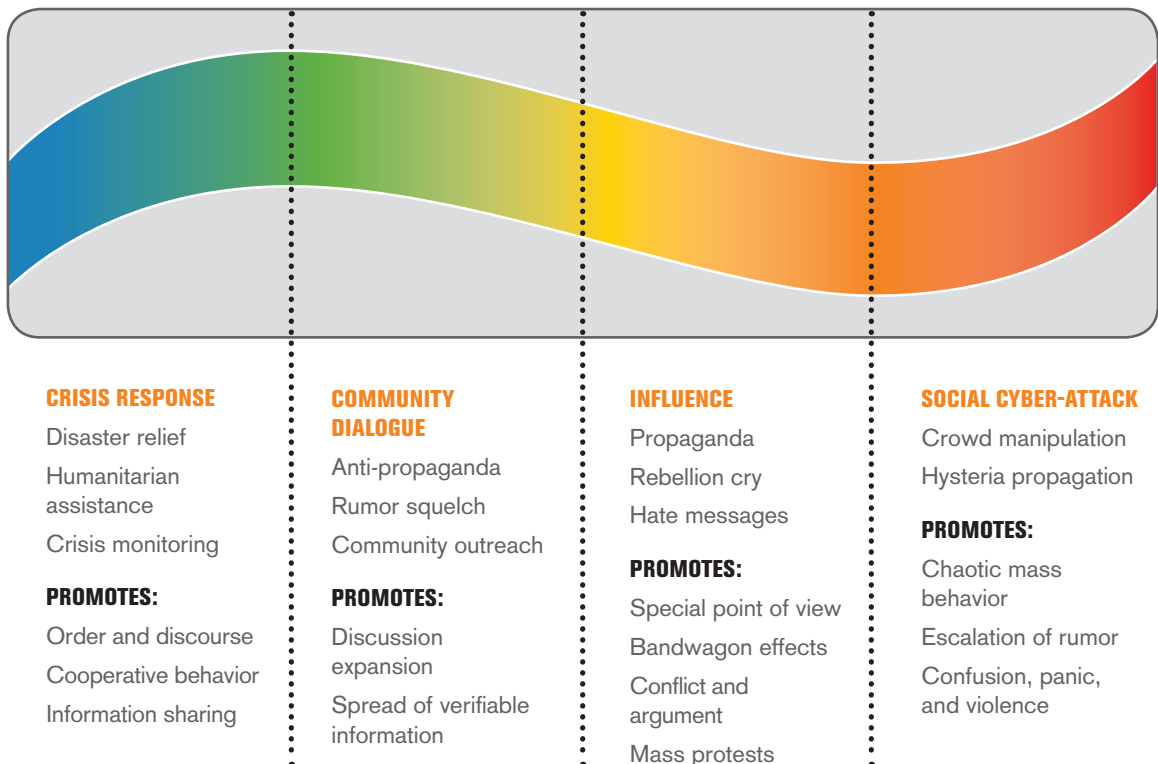 CRISIS RESPONSE
Disaster relief
Humanitarian
assistance
Crisis monitoring
PROMOTES:
Order and discourse
Cooperative behavior
Information sharing
COMMUNITY
DIALOGUE
Anti-propaganda
Rumor squelch
Community outreach
PROMOTES:
Discussion
expansion
Spread of verifiable
information
INFLUENCE
Propaganda
Rebellion cry
Hate messages
PROMOTES:
Special point of view
Bandwagon effects
Conflict and
argument
Mass protests
SOCIAL CYBER-ATTACK
Crowd manipulation
Hysteria propagation
PROMOTES:
Chaotic mass
behavior
Escalation of rumor
Confusion, panic,
and violence